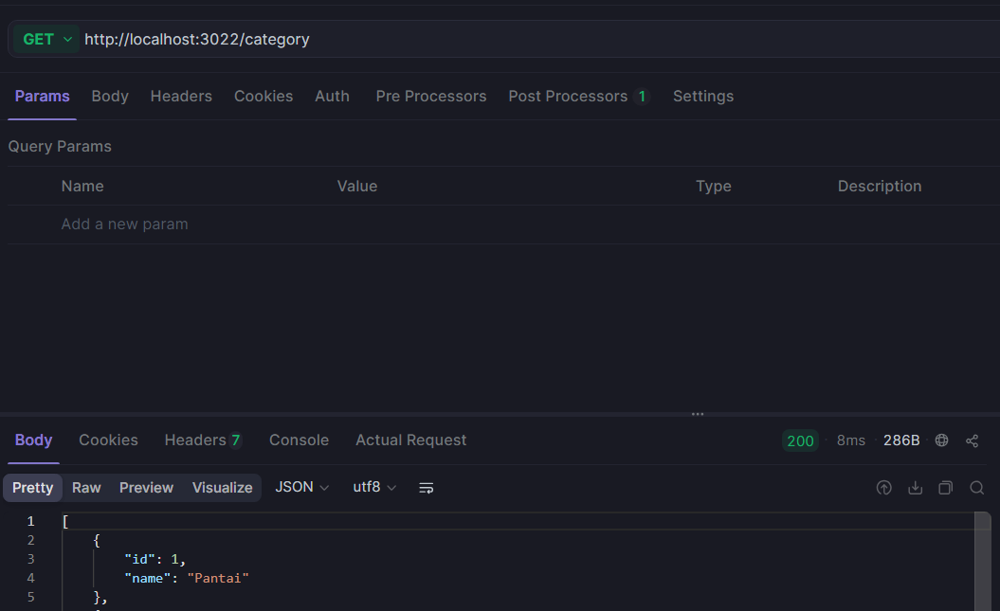 GET http://localhost:3022/category
Params Body Headers Cookies Auth Pre Processors Post Processors 1 Settings
Query Params
Name Value Type Description
Add a new param
Body Cookies Headers 7 Console Actual Request 200 · 8ms · 286B
Pretty Raw Preview Visualize JSON utf8
1 [
2 {
3 "id": 1,
4 "name": "Pantai"
5 },